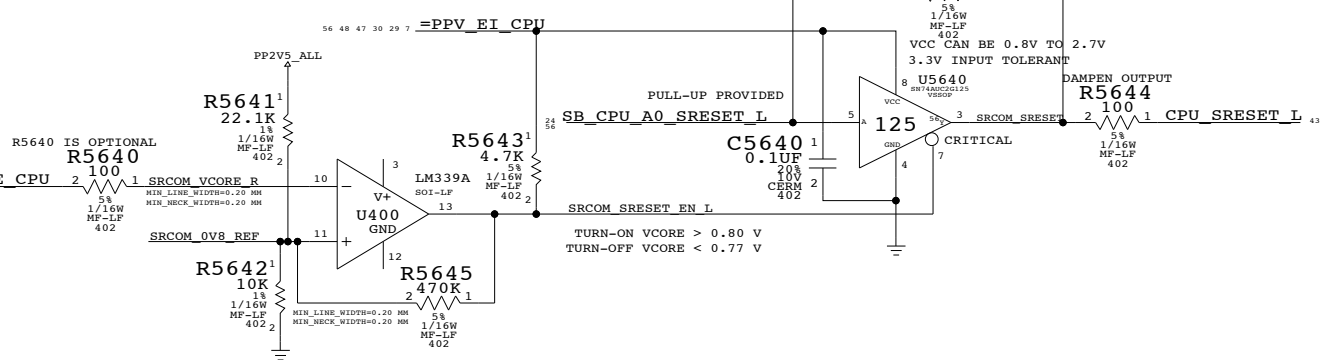 5%
1/16W
MF-LF
402
56 48 47 30 29 7 =PPV_EI_CPU
VCC CAN BE 0.8V TO 2.7V
3.3V INPUT TOLERANT
PP2V5_ALL
R5641 1
22.1K
1%
1/16W
MF-LF
402 2
PULL-UP PROVIDED
24
56
SB_CPU_A0_SRESET_L
5 A
VCC
8
U5640
SN74AUC2G125
VSSOP
125
GND
4
3
SRCOM_SRESET
7
CRITICAL
DAMPEN OUTPUT
R5644
100
2 1
5%
1/16W
MF-LF
402
CPU_SRESET_L 43
R5640 IS OPTIONAL
R5640
100
E_CPU 2 1
5%
1/16W
MF-LF
402
SRCOM_VCORE_R
MIN_LINE_WIDTH=0.20 MM
MIN_NECK_WIDTH=0.20 MM
10
3
V+
LM339A
SOI-LF
U400
GND
13
12
11
SRCOM_0V8_REF
R5643 1
4.7K
5%
1/16W
MF-LF
402 2
C5640 1
0.1UF
20%
10V
CERM
402
2
SRCOM_SRESET_EN_L
TURN-ON VCORE > 0.80 V
TURN-OFF VCORE < 0.77 V
R5642 1
10K
1%
1/16W
MF-LF
402 2
R5645
2 470K 1
5%
1/16W
MF-LF
402
MIN_LINE_WIDTH=0.20 MM
MIN_NECK_WIDTH=0.20 MM